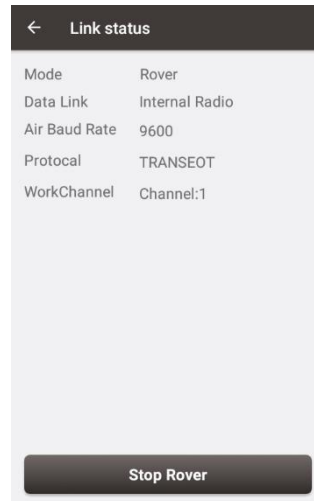 Link status
Mode Rover
Data Link Internal Radio
Air Baud Rate 9600
Protocal TRANSEOT
WorkChannel Channel:1
Stop Rover